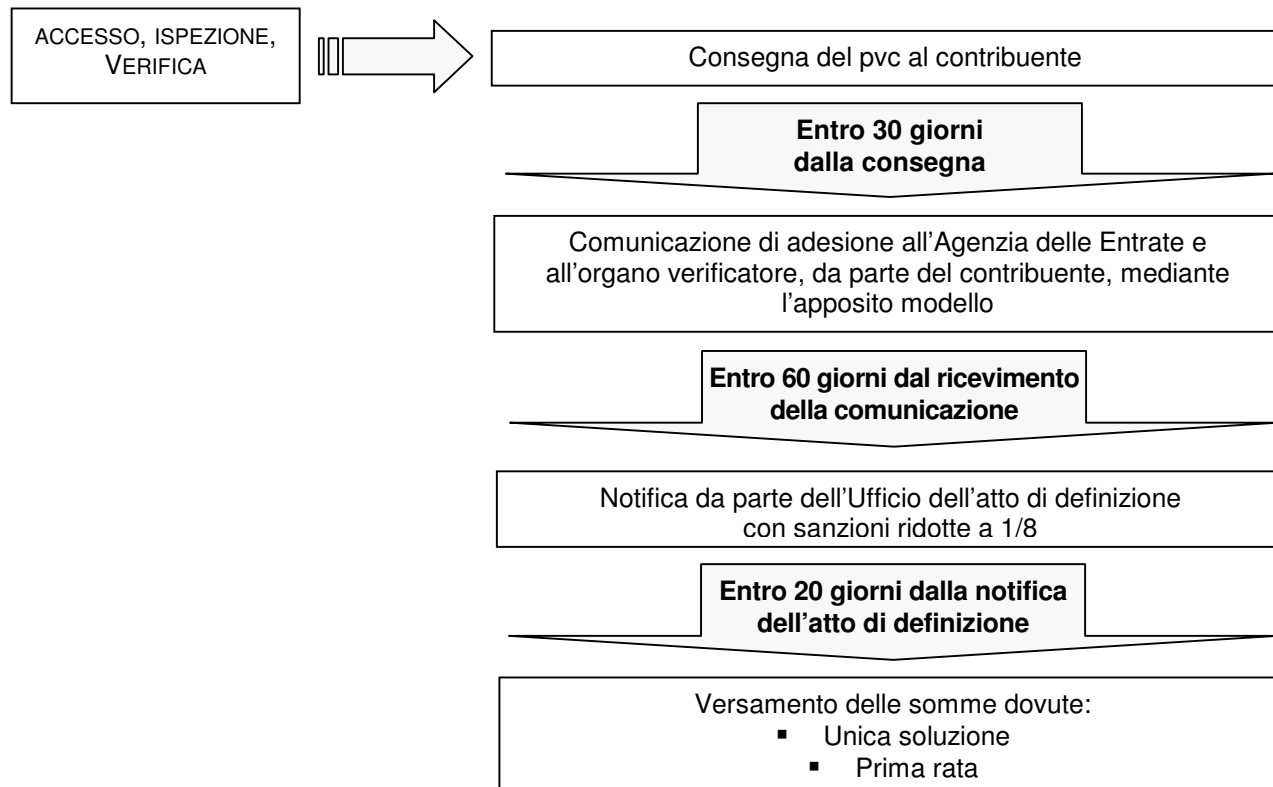 ACCESSO, ISPEZIONE,
VERIFICA
Consegna del pvc al contribuente
Entro 30 giorni
dalla consegna
Comunicazione di adesione all’Agenzia delle Entrate e
all’organo verificatore, da parte del contribuente, mediante
l’apposito modello
Entro 60 giorni dal ricevimento
della comunicazione
Notifica da parte dell’Ufficio dell’atto di definizione
con sanzioni ridotte a 1/8
Entro 20 giorni dalla notifica
dell’atto di definizione
Versamento delle somme dovute:
▪ Unica soluzione
▪ Prima rata